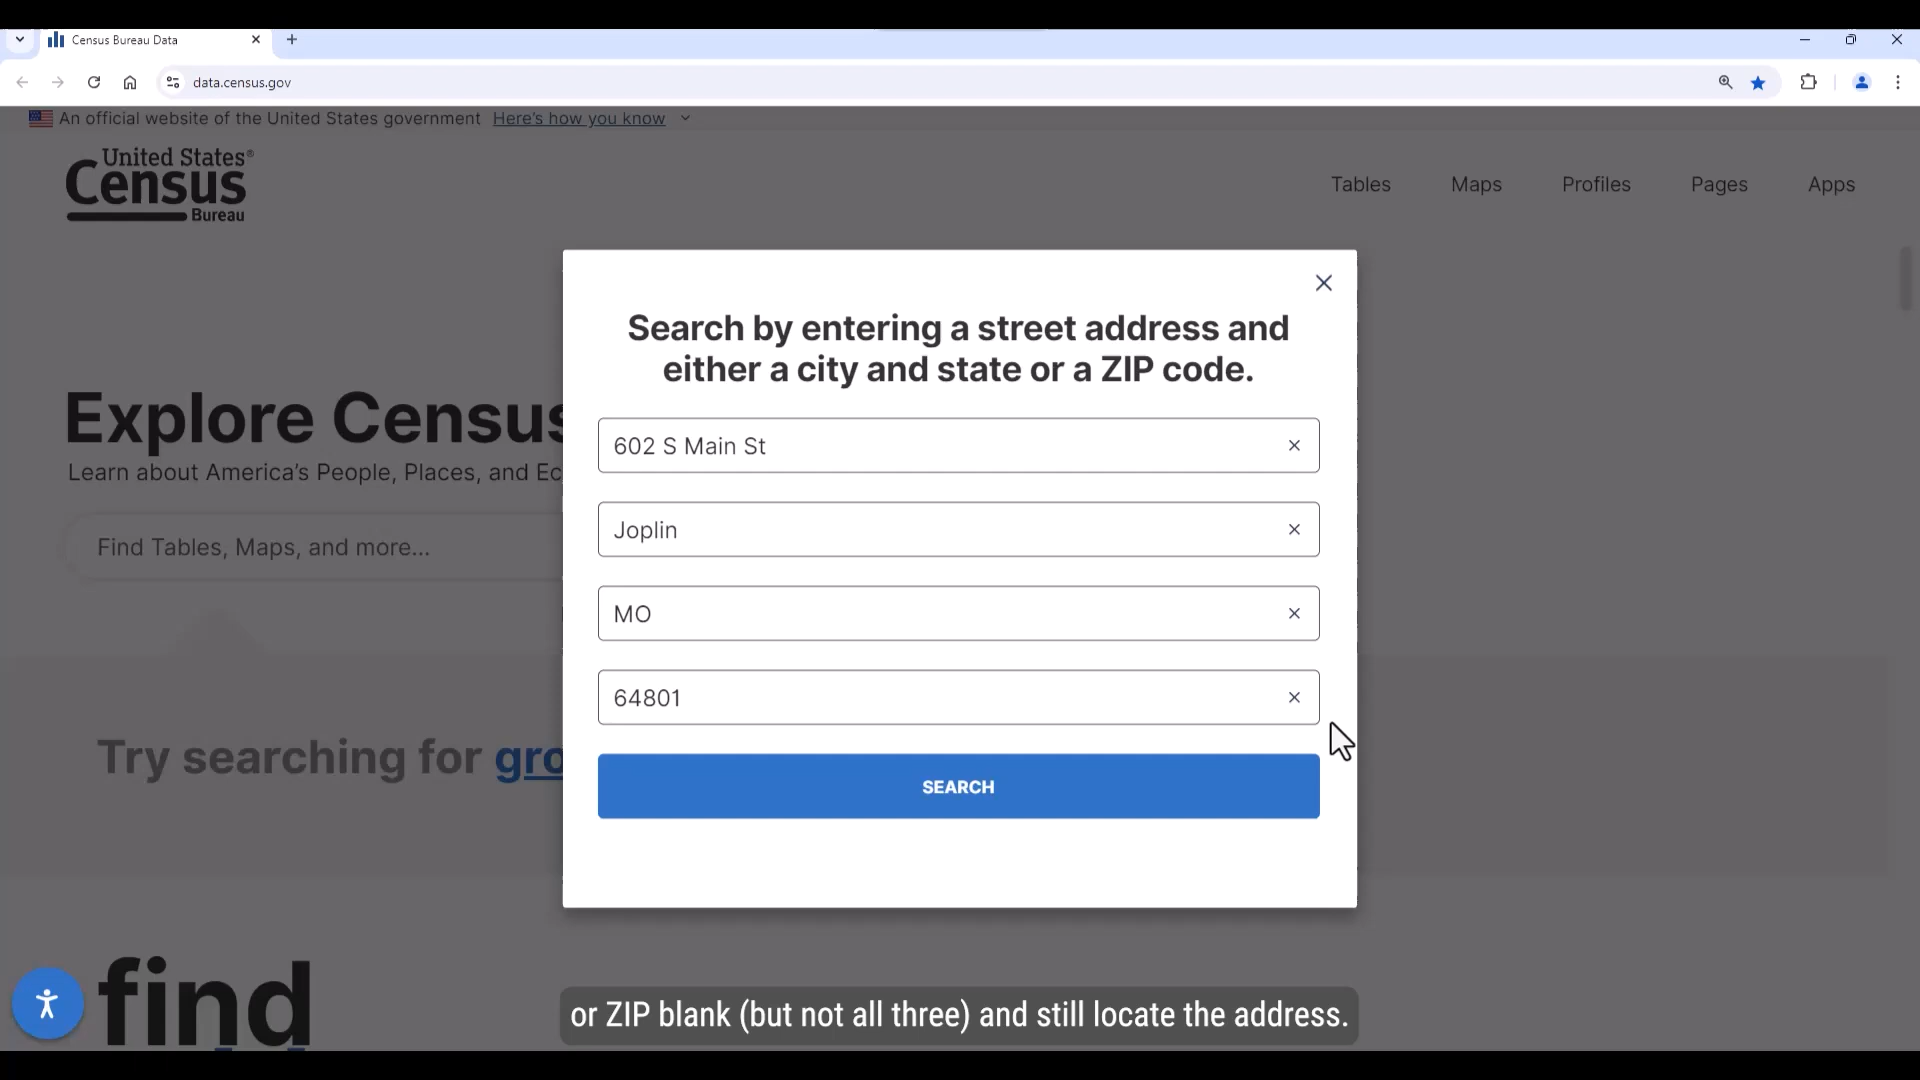 Census Bureau Data
data.census.gov
An official website of the United States government Here's how you know
United States®
Census
Bureau
Tables Maps Profiles Pages Apps
Search by entering a street address and
either a city and state or a ZIP code.
602 S Main St
Joplin
MO
64801
SEARCH
Explore Census
Learn about America's People, Places, and Ec
Find Tables, Maps, and more...
Try searching for gro
find
or ZIP blank (but not all three) and still locate the address.